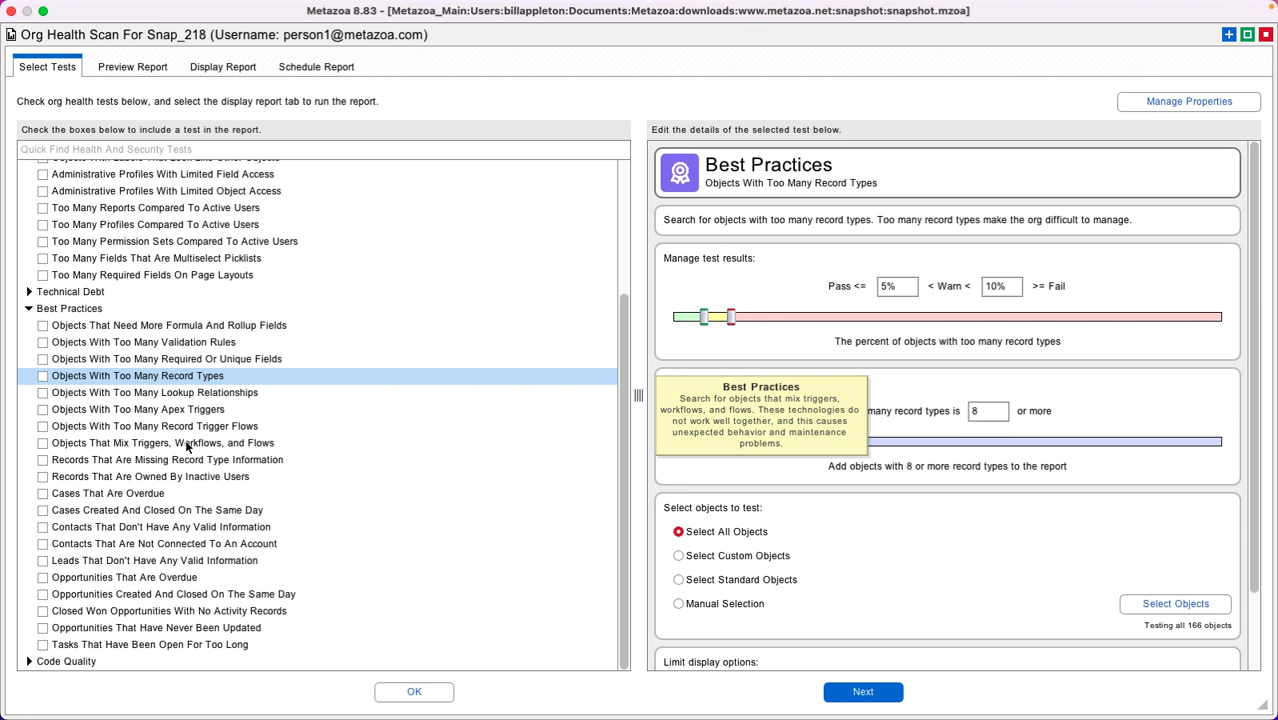 Metazoa 8.83 - [Metazoa_Main:Users:billappleton:Documents:Metazoa:downloads:www.metazoa.net:snapshot:snapshot.mzoa]
Org Health Scan For Snap_218 (Username: person1@metazoa.com)
Select Tests
Preview Report
Display Report
Schedule Report
Check org health tests below, and select the display report tab to run the report.
Manage Properties
Check the boxes below to include a test in the report.
Quick Find Health And Security Tests
Objects With Labels That Look Like Other Objects
Administrative Profiles With Limited Field Access
Administrative Profiles With Limited Object Access
Too Many Reports Compared To Active Users
Too Many Profiles Compared To Active Users
Too Many Permission Sets Compared To Active Users
Too Many Fields That Are Multiselect Picklists
Too Many Required Fields On Page Layouts
Technical Debt
Best Practices
Objects That Need More Formula And Rollup Fields
Objects With Too Many Validation Rules
Objects With Too Many Required Or Unique Fields
Objects With Too Many Record Types
Objects With Too Many Lookup Relationships
Objects With Too Many Apex Triggers
Objects With Too Many Record Trigger Flows
Objects That Mix Triggers, Workflows, and Flows
Records That Are Missing Record Type Information
Records That Are Owned By Inactive Users
Cases That Are Overdue
Cases Created And Closed On The Same Day
Contacts That Don't Have Any Valid Information
Contacts That Are Not Connected To An Account
Leads That Don't Have Any Valid Information
Opportunities That Are Overdue
Opportunities Created And Closed On The Same Day
Closed Won Opportunities With No Activity Records
Opportunities That Have Never Been Updated
Tasks That Have Been Open For Too Long
Code Quality
OK
Edit the details of the selected test below.
Best Practices
Objects With Too Many Record Types
Search for objects with too many record types. Too many record types make the org difficult to manage.
Manage test results:
Pass <= 5% < Warn < 10% >= Fail
The percent of objects with too many record types
Best Practices
Search for objects that mix triggers,
workflows, and flows. These technologies do
not work well together, and this causes
unexpected behavior and maintenance
problems.
many record types is 8 or more
Add objects with 8 or more record types to the report
Select objects to test:
Select All Objects
Select Custom Objects
Select Standard Objects
Manual Selection
Select Objects
Testing all 166 objects
Limit display options:
Next